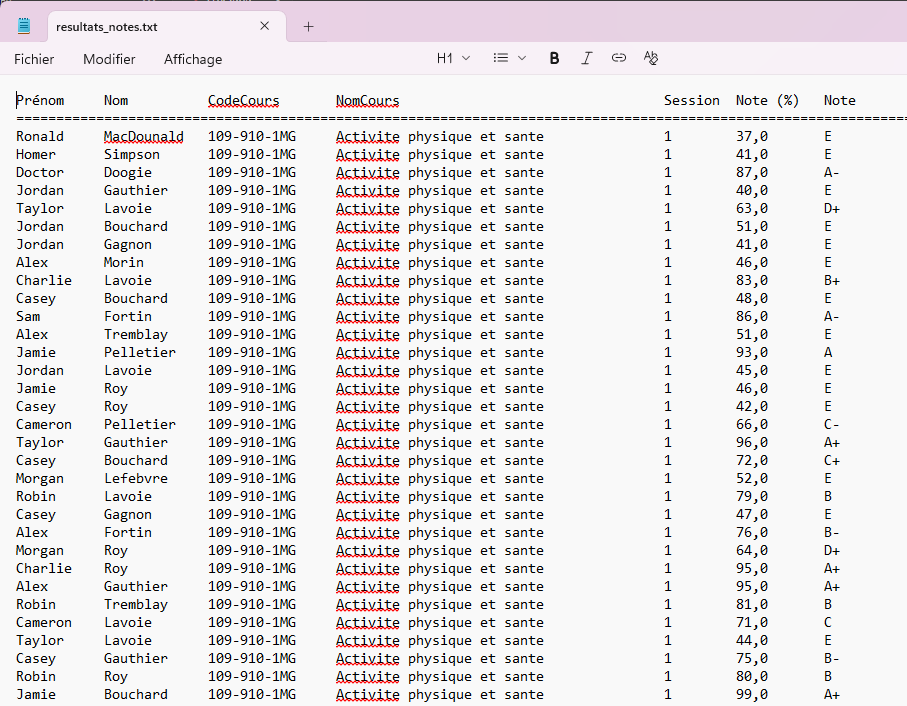 resultats_notes.txt
Fichier Modifier Affichage H1 B I
Prénom Nom CodeCours NomCours Session Note (%) Note
Ronald MacDounald 109-910-1MG Activite physique et sante 1 37,0 E
Homer Simpson 109-910-1MG Activite physique et sante 1 41,0 E
Doctor Doogie 109-910-1MG Activite physique et sante 1 87,0 A-
Jordan Gauthier 109-910-1MG Activite physique et sante 1 40,0 E
Taylor Lavoie 109-910-1MG Activite physique et sante 1 63,0 D+
Jordan Bouchard 109-910-1MG Activite physique et sante 1 51,0 E
Jordan Gagnon 109-910-1MG Activite physique et sante 1 41,0 E
Alex Morin 109-910-1MG Activite physique et sante 1 46,0 E
Charlie Lavoie 109-910-1MG Activite physique et sante 1 83,0 B+
Casey Bouchard 109-910-1MG Activite physique et sante 1 48,0 E
Sam Fortin 109-910-1MG Activite physique et sante 1 86,0 A-
Alex Tremblay 109-910-1MG Activite physique et sante 1 51,0 E
Jamie Pelletier 109-910-1MG Activite physique et sante 1 93,0 A
Jordan Lavoie 109-910-1MG Activite physique et sante 1 45,0 E
Jamie Roy 109-910-1MG Activite physique et sante 1 46,0 E
Casey Roy 109-910-1MG Activite physique et sante 1 42,0 E
Cameron Pelletier 109-910-1MG Activite physique et sante 1 66,0 C-
Taylor Gauthier 109-910-1MG Activite physique et sante 1 96,0 A+
Casey Bouchard 109-910-1MG Activite physique et sante 1 72,0 C+
Morgan Lefebvre 109-910-1MG Activite physique et sante 1 52,0 E
Robin Lavoie 109-910-1MG Activite physique et sante 1 79,0 B
Casey Gagnon 109-910-1MG Activite physique et sante 1 47,0 E
Alex Fortin 109-910-1MG Activite physique et sante 1 76,0 B-
Morgan Roy 109-910-1MG Activite physique et sante 1 64,0 D+
Charlie Roy 109-910-1MG Activite physique et sante 1 95,0 A+
Alex Gauthier 109-910-1MG Activite physique et sante 1 95,0 A+
Robin Tremblay 109-910-1MG Activite physique et sante 1 81,0 B
Cameron Lavoie 109-910-1MG Activite physique et sante 1 71,0 C
Taylor Lavoie 109-910-1MG Activite physique et sante 1 44,0 E
Casey Gauthier 109-910-1MG Activite physique et sante 1 75,0 B-
Robin Roy 109-910-1MG Activite physique et sante 1 80,0 B
Jamie Bouchard 109-910-1MG Activite physique et sante 1 99,0 A+